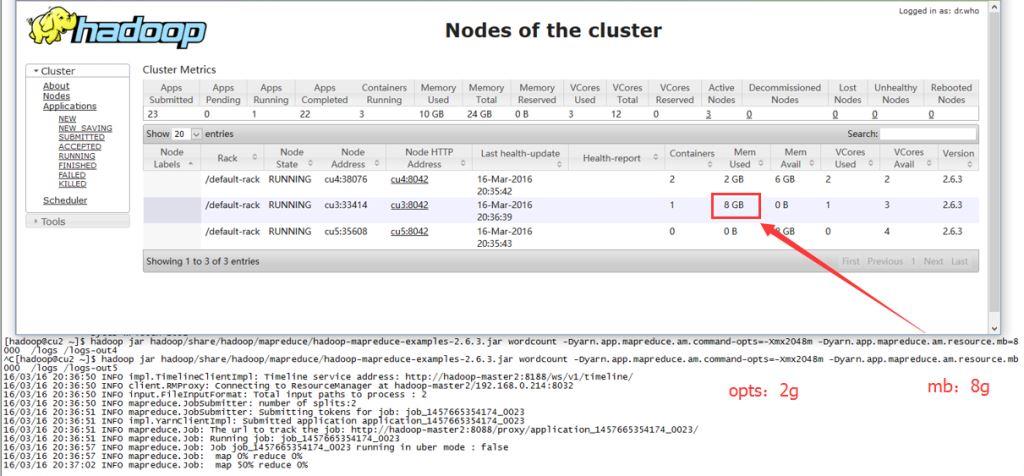 Logged in as: dr.who
hadoop
Nodes of the cluster
Cluster
About
Nodes
Applications
NEW
NEW_SAVING
SUBMITTED
ACCEPTED
RUNNING
FINISHED
FAILED
KILLED
Scheduler
Tools
Cluster Metrics
Apps Submitted Apps Pending Apps Running Apps Completed Containers Running Memory Used Memory Total Memory Reserved VCores Used VCores Total VCores Reserved Active Nodes Decommissioned Nodes Lost Nodes Unhealthy Nodes Rebooted Nodes
23 0 1 22 3 10 GB 24 GB 0 B 3 12 0 3 0 0 0 0
Show 20 entries Search:
Node Labels Rack Node State Node Address Node HTTP Address Last health-update Health-report Containers Mem Used Mem Avail VCores Used VCores Avail Version
/default-rack RUNNING cu4:38076 cu4:8042 16-Mar-2016 20:35:42 2 2 GB 6 GB 2 2 2.6.3
/default-rack RUNNING cu3:33414 cu3:8042 16-Mar-2016 20:36:39 1 8 GB 0 B 1 3 2.6.3
/default-rack RUNNING cu5:35608 cu5:8042 16-Mar-2016 20:35:43 0 0 B GB 0 4 2.6.3
Showing 1 to 3 of 3 entries First Previous 1 Next Last
[hadoop@cu2 ~]$ hadoop jar hadoop/share/hadoop/mapreduce/hadoop-mapreduce-examples-2.6.3.jar wordcount -Dyarn.app.mapreduce.am.command-opts=-Xmx2048m -Dyarn.app.mapreduce.am.resource.mb=8
000 /logs /logs-out4
^C[hadoop@cu2 ~]$ hadoop jar hadoop/share/hadoop/mapreduce/hadoop-mapreduce-examples-2.6.3.jar wordcount -Dyarn.app.mapreduce.am.command-opts=-Xmx2048m -Dyarn.app.mapreduce.am.resource.mb
000 /logs /logs-out5
16/03/16 20:36:50 INFO impl.TimelineClientImpl: Timeline service address: http://hadoop-master2:8188/ws/v1/timeline/
16/03/16 20:36:50 INFO client.RMProxy: Connecting to ResourceManager at hadoop-master2/192.168.0.214:8032
16/03/16 20:36:50 INFO input.FileInputFormat: Total input paths to process : 2
16/03/16 20:36:50 INFO mapreduce.JobSubmitter: number of splits:2
16/03/16 20:36:51 INFO mapreduce.JobSubmitter: Submitting tokens for job: job_1457665354174_0023
16/03/16 20:36:51 INFO impl.YarnClientImpl: Submitted application application_1457665354174_0023
16/03/16 20:36:51 INFO mapreduce.Job: The url to track the job: http://hadoop-master2:8088/proxy/application_1457665354174_0023/
16/03/16 20:36:51 INFO mapreduce.Job: Running job: job_1457665354174_0023
16/03/16 20:36:57 INFO mapreduce.Job: Job job_1457665354174_0023 running in uber mode : false
16/03/16 20:36:57 INFO mapreduce.Job:  map 0% reduce 0%
16/03/16 20:37:02 INFO mapreduce.Job:  map 50% reduce 0%
opts: 2g
mb: 8g